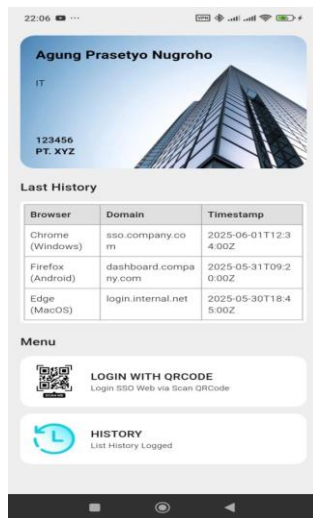 22:06
VPN
Agung Prasetyo Nugroho
IT
123456
PT. XYZ
Last History
Browser Domain Timestamp
Chrome sso.company.co 2025-06-01T12:3
(Windows) m 4:00Z
Firefox dashboard.compa 2025-05-31T09:2
(Android) ny.com 0:00Z
Edge login.internal.net 2025-05-30T18:4
(MacOS) 5:00Z
Menu
LOGIN WITH QRCODE
Login SSO Web via Scan QRCode
HISTORY
List History Logged